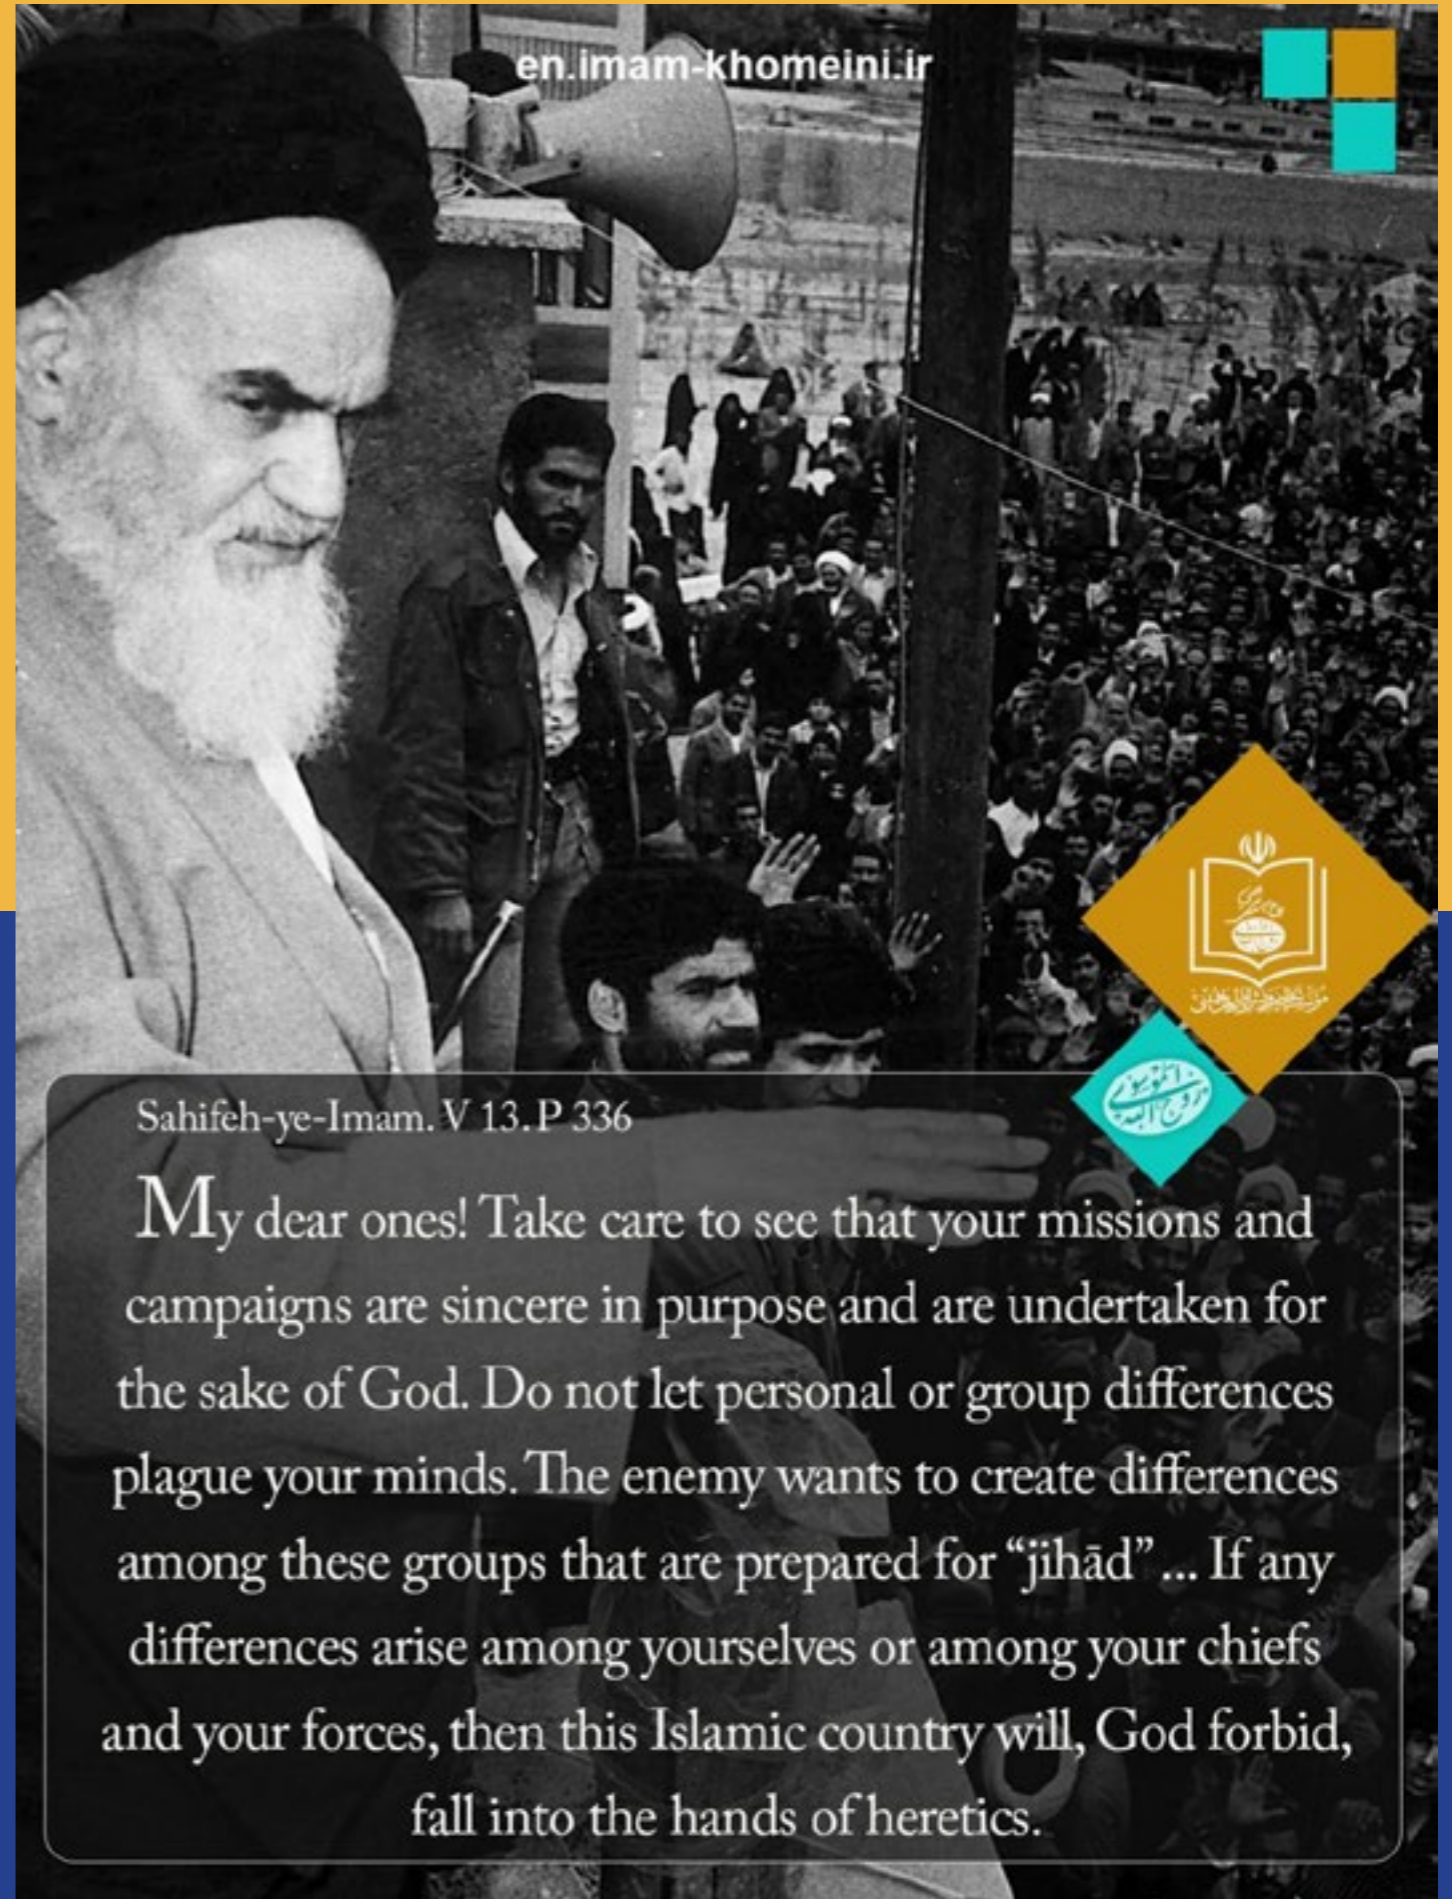 en.imam-khomeini.ir
Sahifeh-ye-Imam. V 13. P 336
My dear ones! Take care to see that your missions and
campaigns are sincere in purpose and are undertaken for
the sake of God. Do not let personal or group differences
plague your minds. The enemy wants to create differences
among these groups that are prepared for “jihād” ... If any
differences arise among yourselves or among your chiefs
and your forces, then this Islamic country will, God forbid,
fall into the hands of heretics.